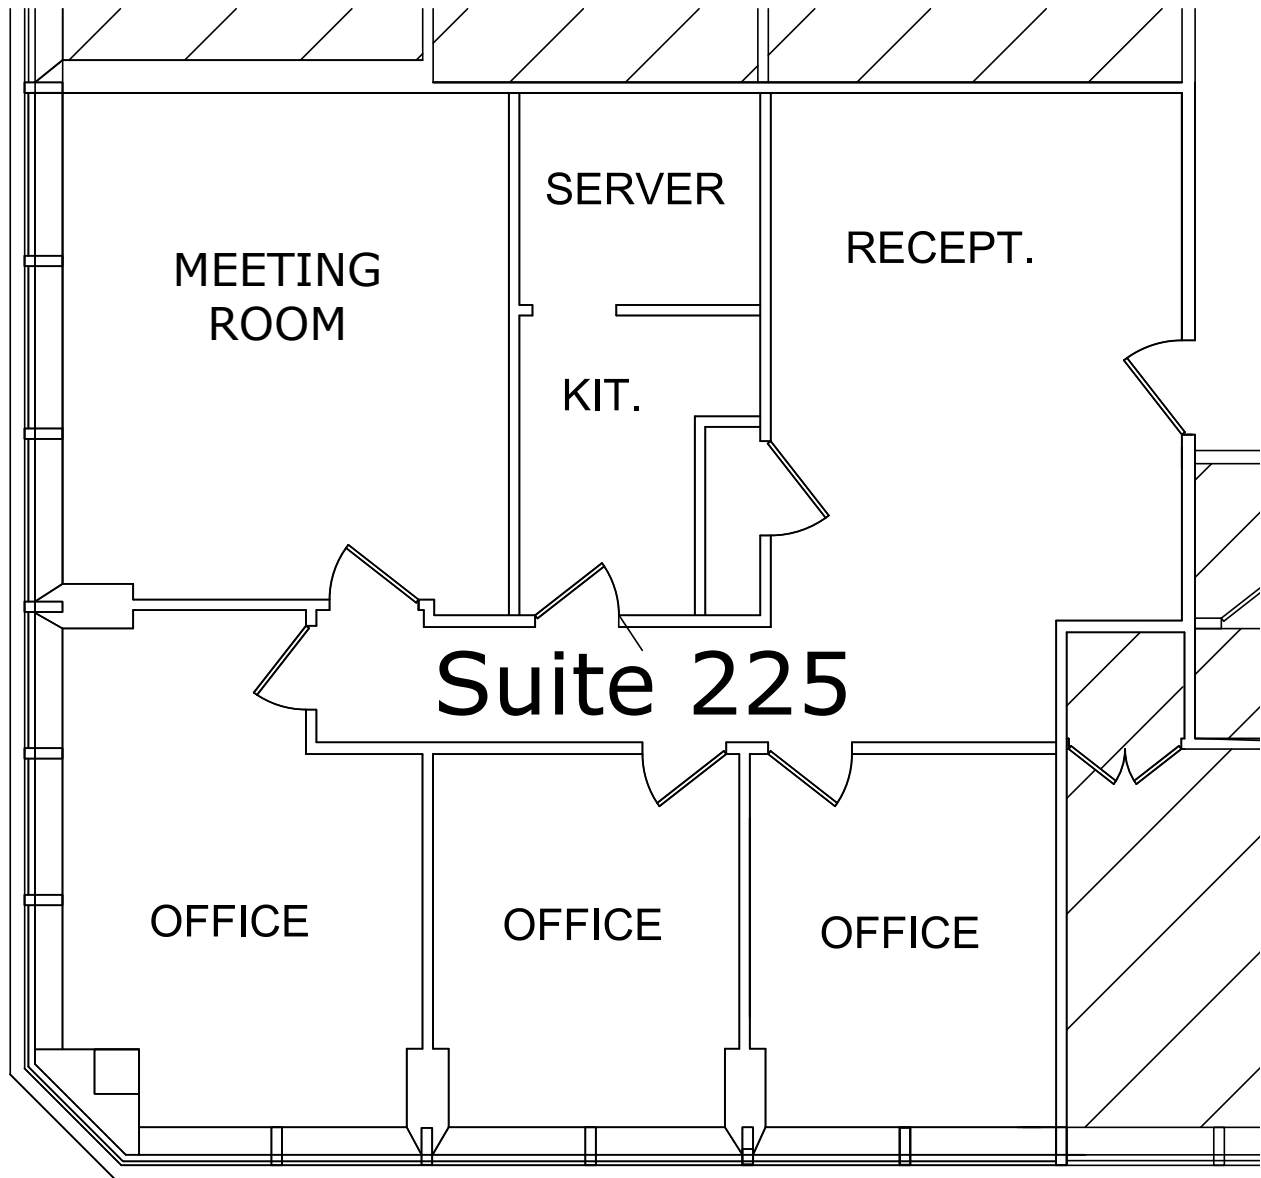 SERVER
RECEPT.
MEETING
ROOM
KIT.
Suite 225
OFFICE
OFFICE
OFFICE